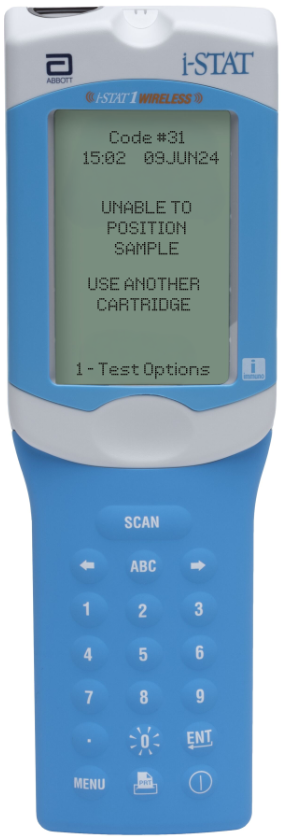 ABBOTT
i-STAT
i-STAT 1 WIRELESS
Code #31
15:02 09JUN24
UNABLE TO
POSITION
SAMPLE
USE ANOTHER
CARTRIDGE
1 - Test Options
i
SCAN
ABC
1 2 3
4 5 6
7 8 9
. 0 ENT
MENU PRT